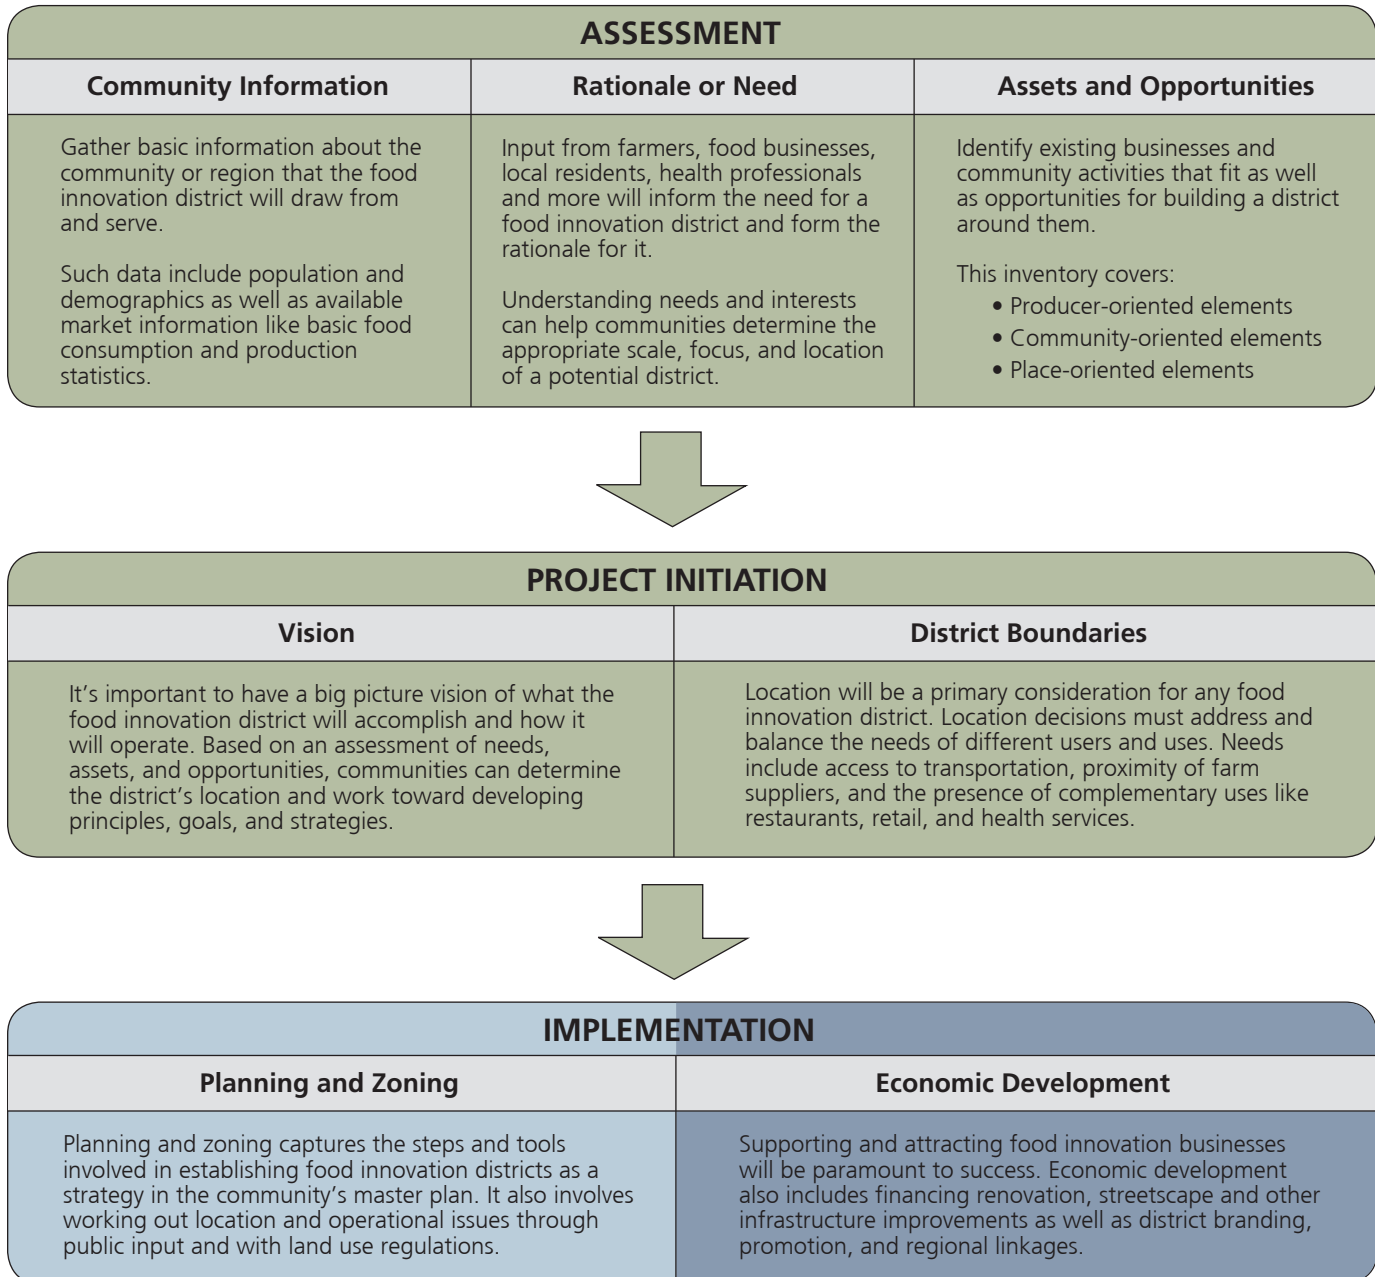 ASSESSMENT
Community Information
Gather basic information about the
community or region that the food
innovation district will draw from
and serve.
Such data include population and
demographics as well as available
market information like basic food
consumption and production
statistics.
Rationale or Need
Input from farmers, food businesses,
local residents, health professionals
and more will inform the need for a
food innovation district and form the
rationale for it.
Understanding needs and interests
can help communities determine the
appropriate scale, focus, and location
of a potential district.
Assets and Opportunities
Identify existing businesses and
community activities that fit as well
as opportunities for building a district
around them.
This inventory covers:
• Producer-oriented elements
• Community-oriented elements
• Place-oriented elements
PROJECT INITIATION
Vision
It's important to have a big picture vision of what the
food innovation district will accomplish and how it
will operate. Based on an assessment of needs,
assets, and opportunities, communities can determine
the district's location and work toward developing
principles, goals, and strategies.
District Boundaries
Location will be a primary consideration for any food
innovation district. Location decisions must address and
balance the needs of different users and uses. Needs
include access to transportation, proximity of farm
suppliers, and the presence of complementary uses like
restaurants, retail, and health services.
IMPLEMENTATION
Planning and Zoning
Planning and zoning captures the steps and tools
involved in establishing food innovation districts as a
strategy in the community's master plan. It also involves
working out location and operational issues through
public input and with land use regulations.
Economic Development
Supporting and attracting food innovation businesses
will be paramount to success. Economic development
also includes financing renovation, streetscape and other
infrastructure improvements as well as district branding,
promotion, and regional linkages.